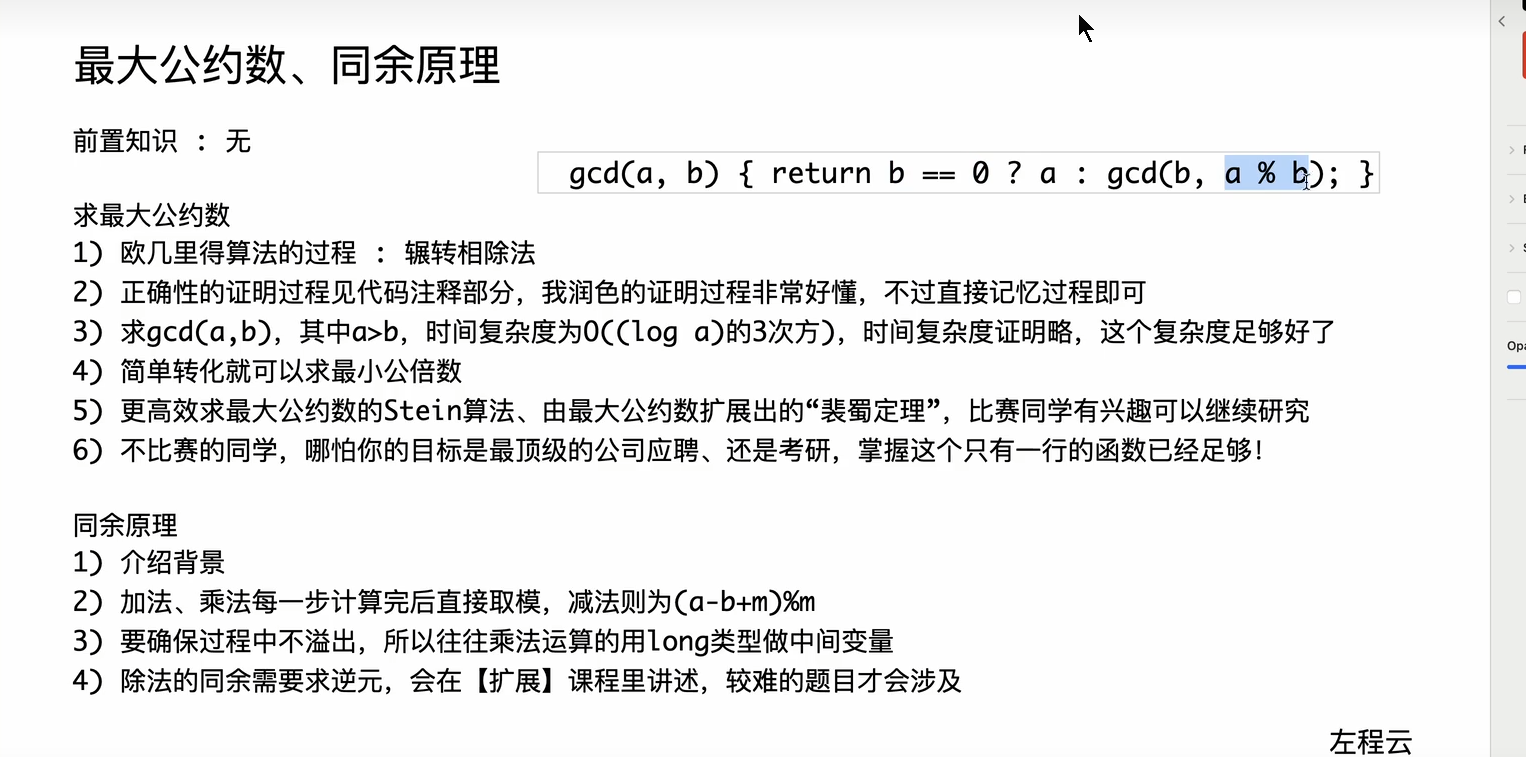 最大公约数、同余原理
前置知识 : 无
gcd(a, b) { return b == 0 ? a : gcd(b, a % b); }
求最大公约数
1) 欧几里得算法的过程 : 辗转相除法
2) 正确性的证明过程见代码注释部分，我润色的证明过程非常好懂，不过直接记忆过程即可
3) 求gcd(a,b)，其中a>b，时间复杂度为O((log a)的3次方)，时间复杂度证明略，这个复杂度足够好了
4) 简单转化就可以求最小公倍数
5) 更高效求最大公约数的Stein算法、由最大公约数扩展出的“裴蜀定理”，比赛同学有兴趣可以继续研究
6) 不比赛的同学，哪怕你的目标是最顶级的公司应聘、还是考研，掌握这个只有一行的函数已经足够！
同余原理
1) 介绍背景
2) 加法、乘法每一步计算完后直接取模，减法则为(a-b+m)%m
3) 要确保过程中不溢出，所以往往乘法运算的用long类型做中间变量
4) 除法的同余需要求逆元，会在【扩展】课程里讲述，较难的题目才会涉及
左程云